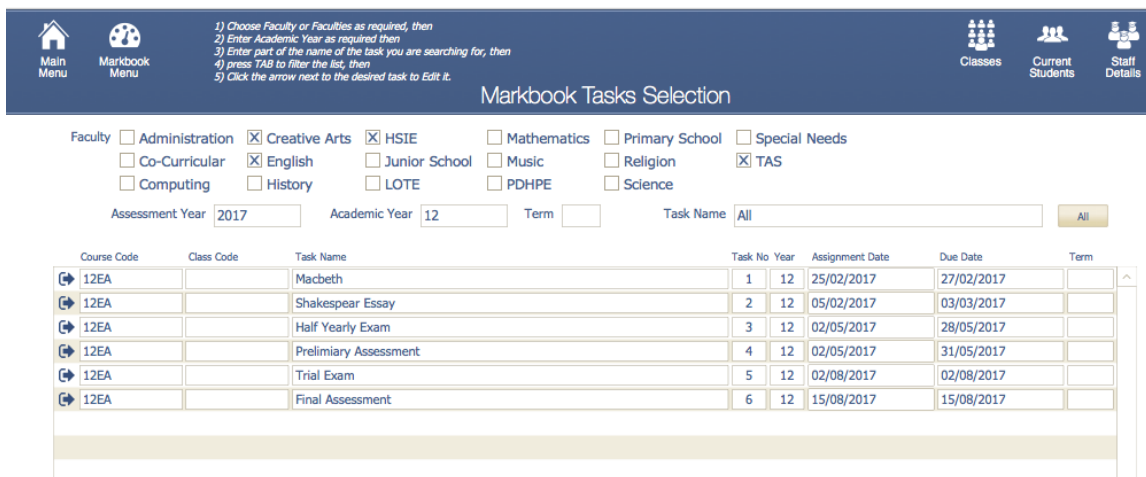 1) Choose Faculty or Faculties as required, then
2) Enter Academic Year as required then
3) Enter part of the name of the task you are searching for, then
4) press TAB to filter the list, then
5) Click the arrow next to the desired task to Edit it.
Main Menu
Markbook Menu
Classes
Current Students
Staff Details
Markbook Tasks Selection
Faculty Administration X Creative Arts X HSIE Mathematics Primary School Special Needs
Co-Curricular X English Junior School Music Religion X TAS
Computing History LOTE PDHPE Science
Assessment Year 2017 Academic Year 12 Term Task Name All All
Course Code Class Code Task Name Task No Year Assignment Date Due Date Term
12EA Macbeth 1 12 25/02/2017 27/02/2017
12EA Shakespear Essay 2 12 05/02/2017 03/03/2017
12EA Half Yearly Exam 3 12 02/05/2017 28/05/2017
12EA Prelimiary Assessment 4 12 02/05/2017 31/05/2017
12EA Trial Exam 5 12 02/08/2017 02/08/2017
12EA Final Assessment 6 12 15/08/2017 15/08/2017